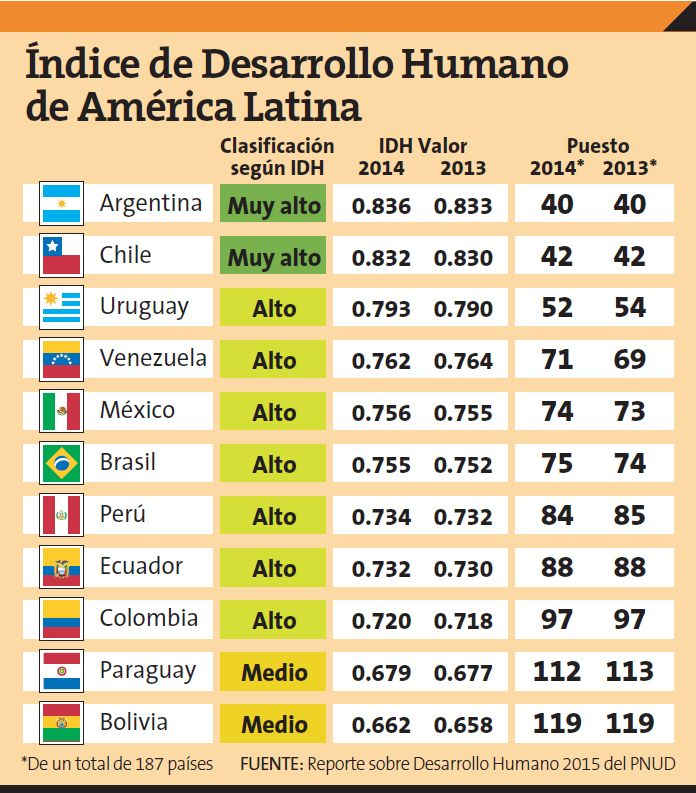 Índice de Desarrollo Humano
de América Latina
Clasificación según IDH IDH Valor Puesto
2014 2013 2014* 2013*
Argentina Muy alto 0.836 0.833 40 40
Chile Muy alto 0.832 0.830 42 42
Uruguay Alto 0.793 0.790 52 54
Venezuela Alto 0.762 0.764 71 69
México Alto 0.756 0.755 74 73
Brasil Alto 0.755 0.752 75 74
Perú Alto 0.734 0.732 84 85
Ecuador Alto 0.732 0.730 88 88
Colombia Alto 0.720 0.718 97 97
Paraguay Medio 0.679 0.677 112 113
Bolivia Medio 0.662 0.658 119 119
*De un total de 187 países FUENTE: Reporte sobre Desarrollo Humano 2015 del PNUD